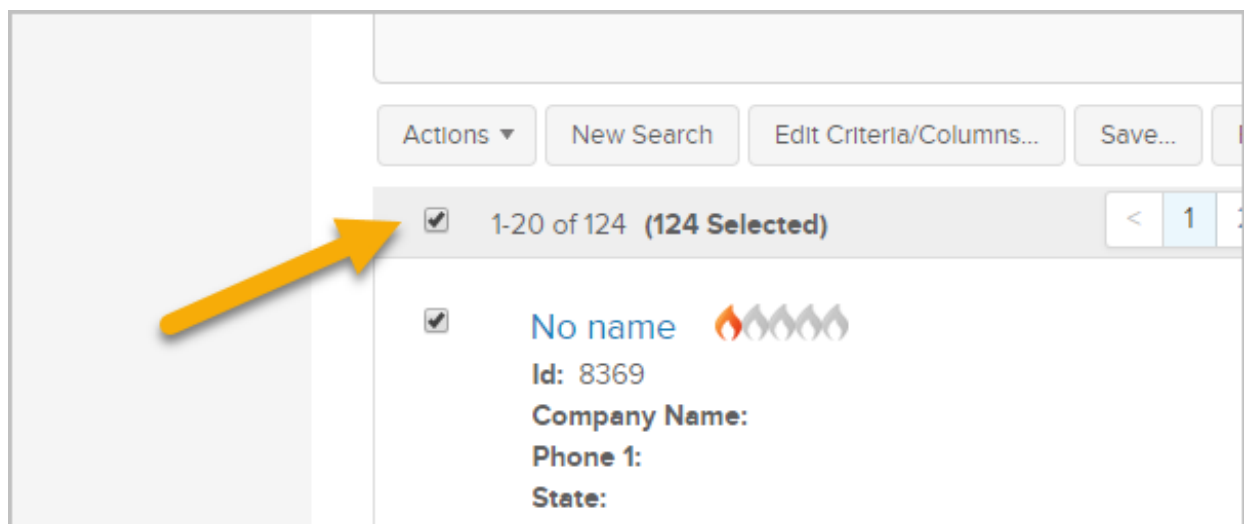 Actions New Search Edit Criteria/Columns... Save...
1-20 of 124 (124 Selected) < 1
No name
Id: 8369
Company Name:
Phone 1:
State: